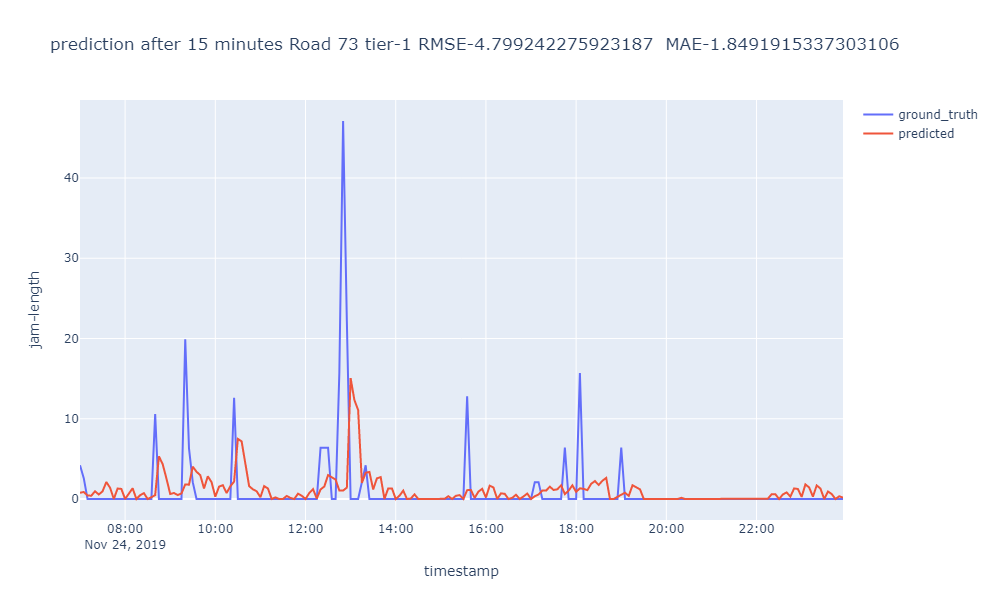 prediction after 15 minutes Road 73 tier-1 RMSE-4.799242275923187  MAE-1.8491915337303106
ground_truth
predicted
40
30
20
10
0
jam-length
08:00 10:00 12:00 14:00 16:00 18:00 20:00 22:00
Nov 24, 2019
timestamp